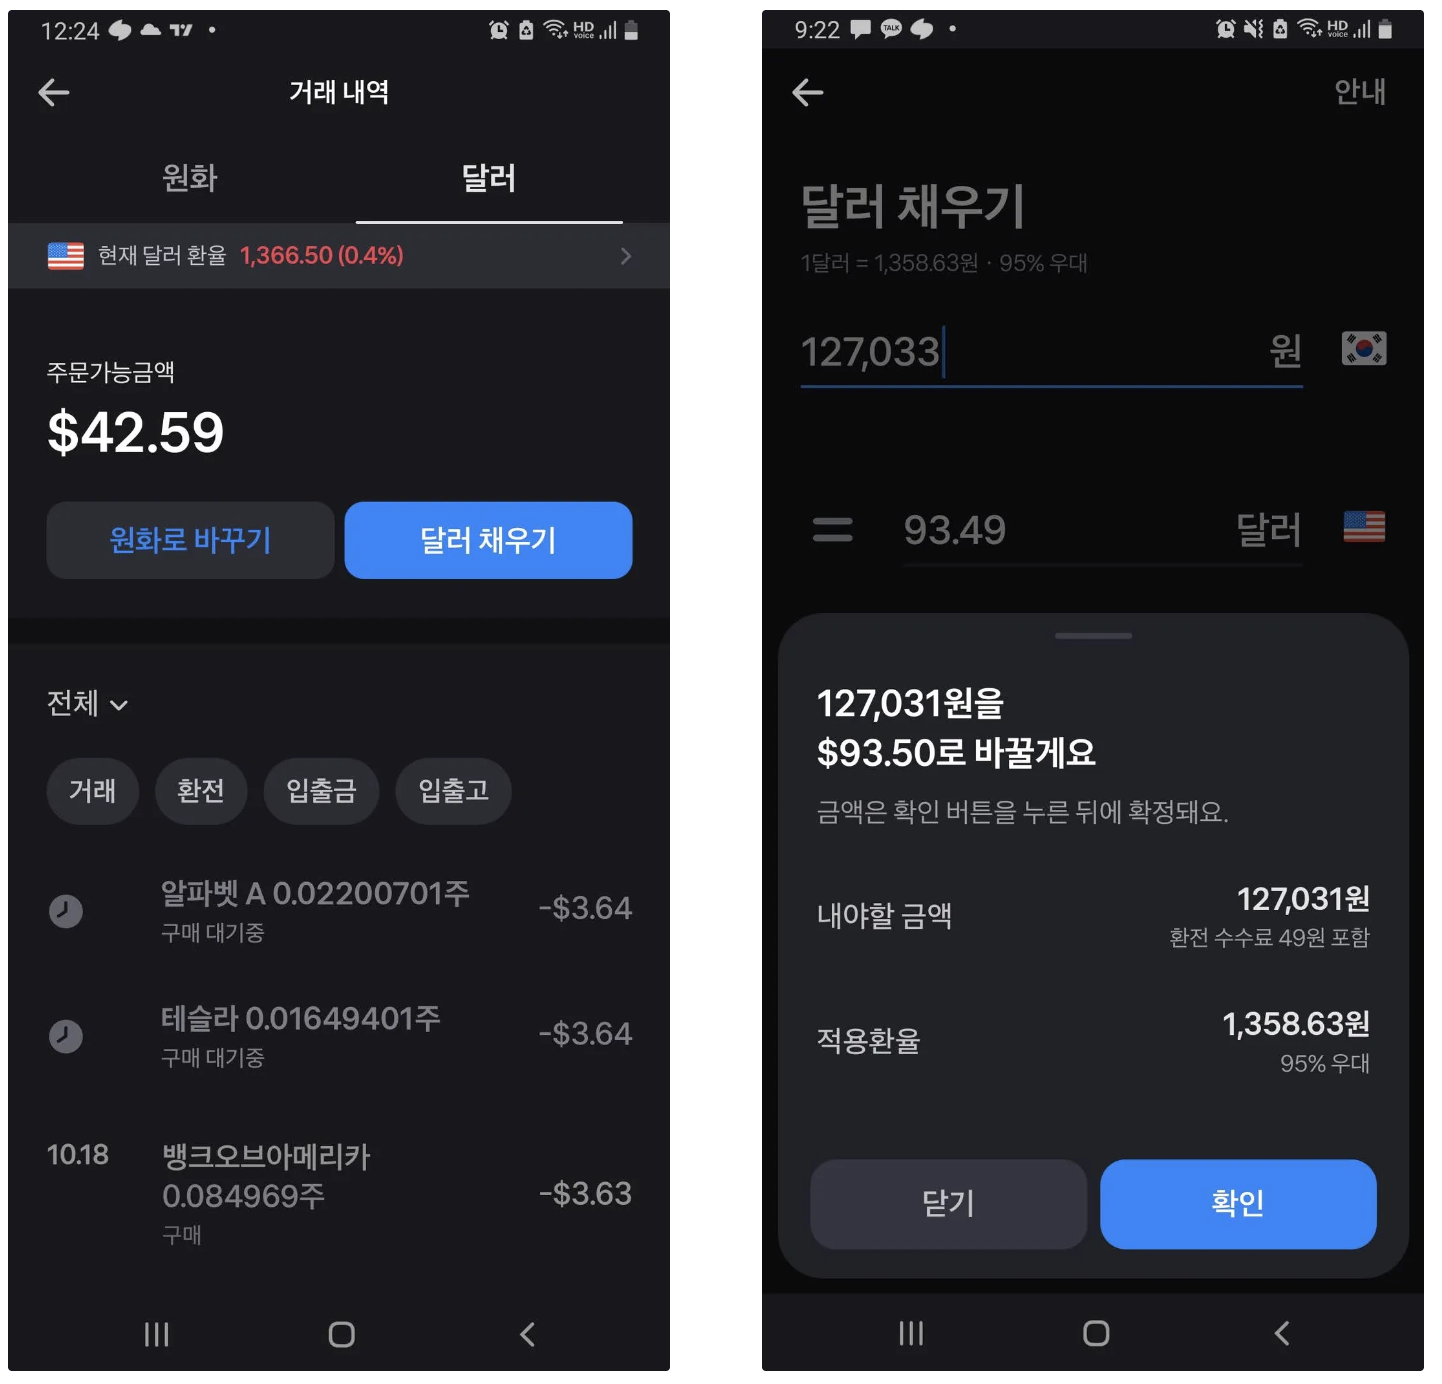 12:24
HD voice
거래 내역
원화
달러
현재 달러 환율 1,366.50 (0.4%)
주문가능금액
$42.59
원화로 바꾸기
달러 채우기
전체
거래
환전
입출금
입출고
알파벳 A 0.02200701주
-$3.64
구매 대기중
테슬라 0.01649401주
-$3.64
구매 대기중
10.18
뱅크오브아메리카
0.084969주
-$3.63
구매
9:22
TALK
HD voice
안내
달러 채우기
1달러 = 1,358.63원 · 95% 우대
127,033
원
=
93.49
달러
127,031원을
$93.50로 바꿀게요
금액은 확인 버튼을 누른 뒤에 확정돼요.
내야할 금액
127,031원
환전 수수료 49원 포함
적용환율
1,358.63원
95% 우대
닫기
확인